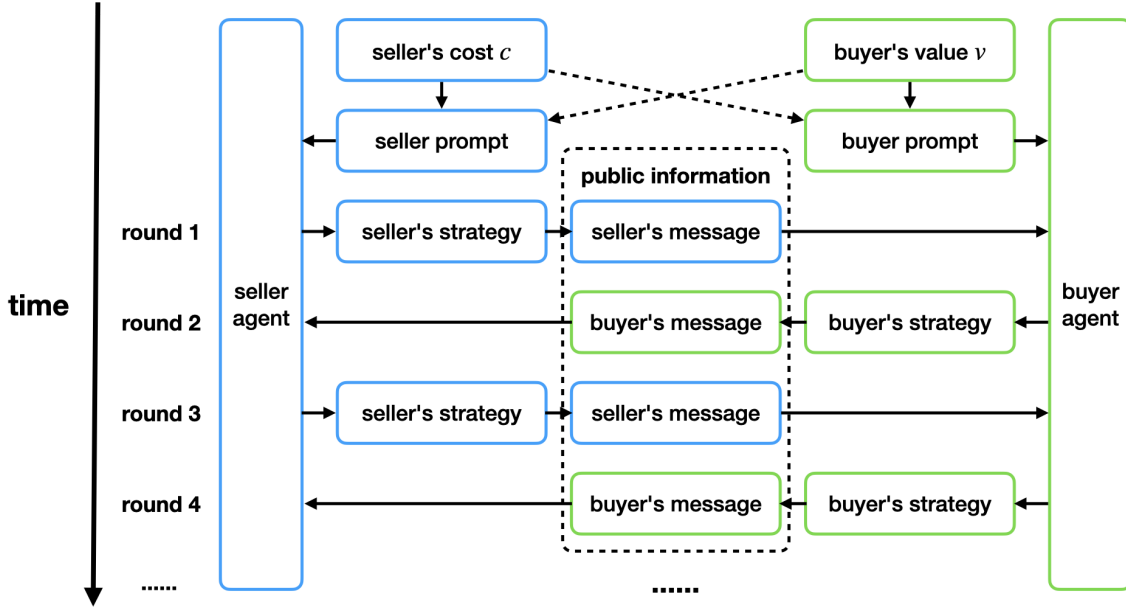 seller's cost c
buyer's value v
seller prompt
buyer prompt
public information
round 1
seller's strategy
seller's message
time
seller
agent
buyer
agent
round 2
buyer's message
buyer's strategy
round 3
seller's strategy
seller's message
round 4
buyer's message
buyer's strategy
......
......